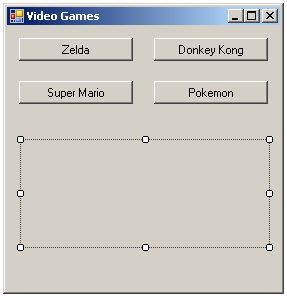 Video Games
Zelda
Donkey Kong
Super Mario
Pokemon